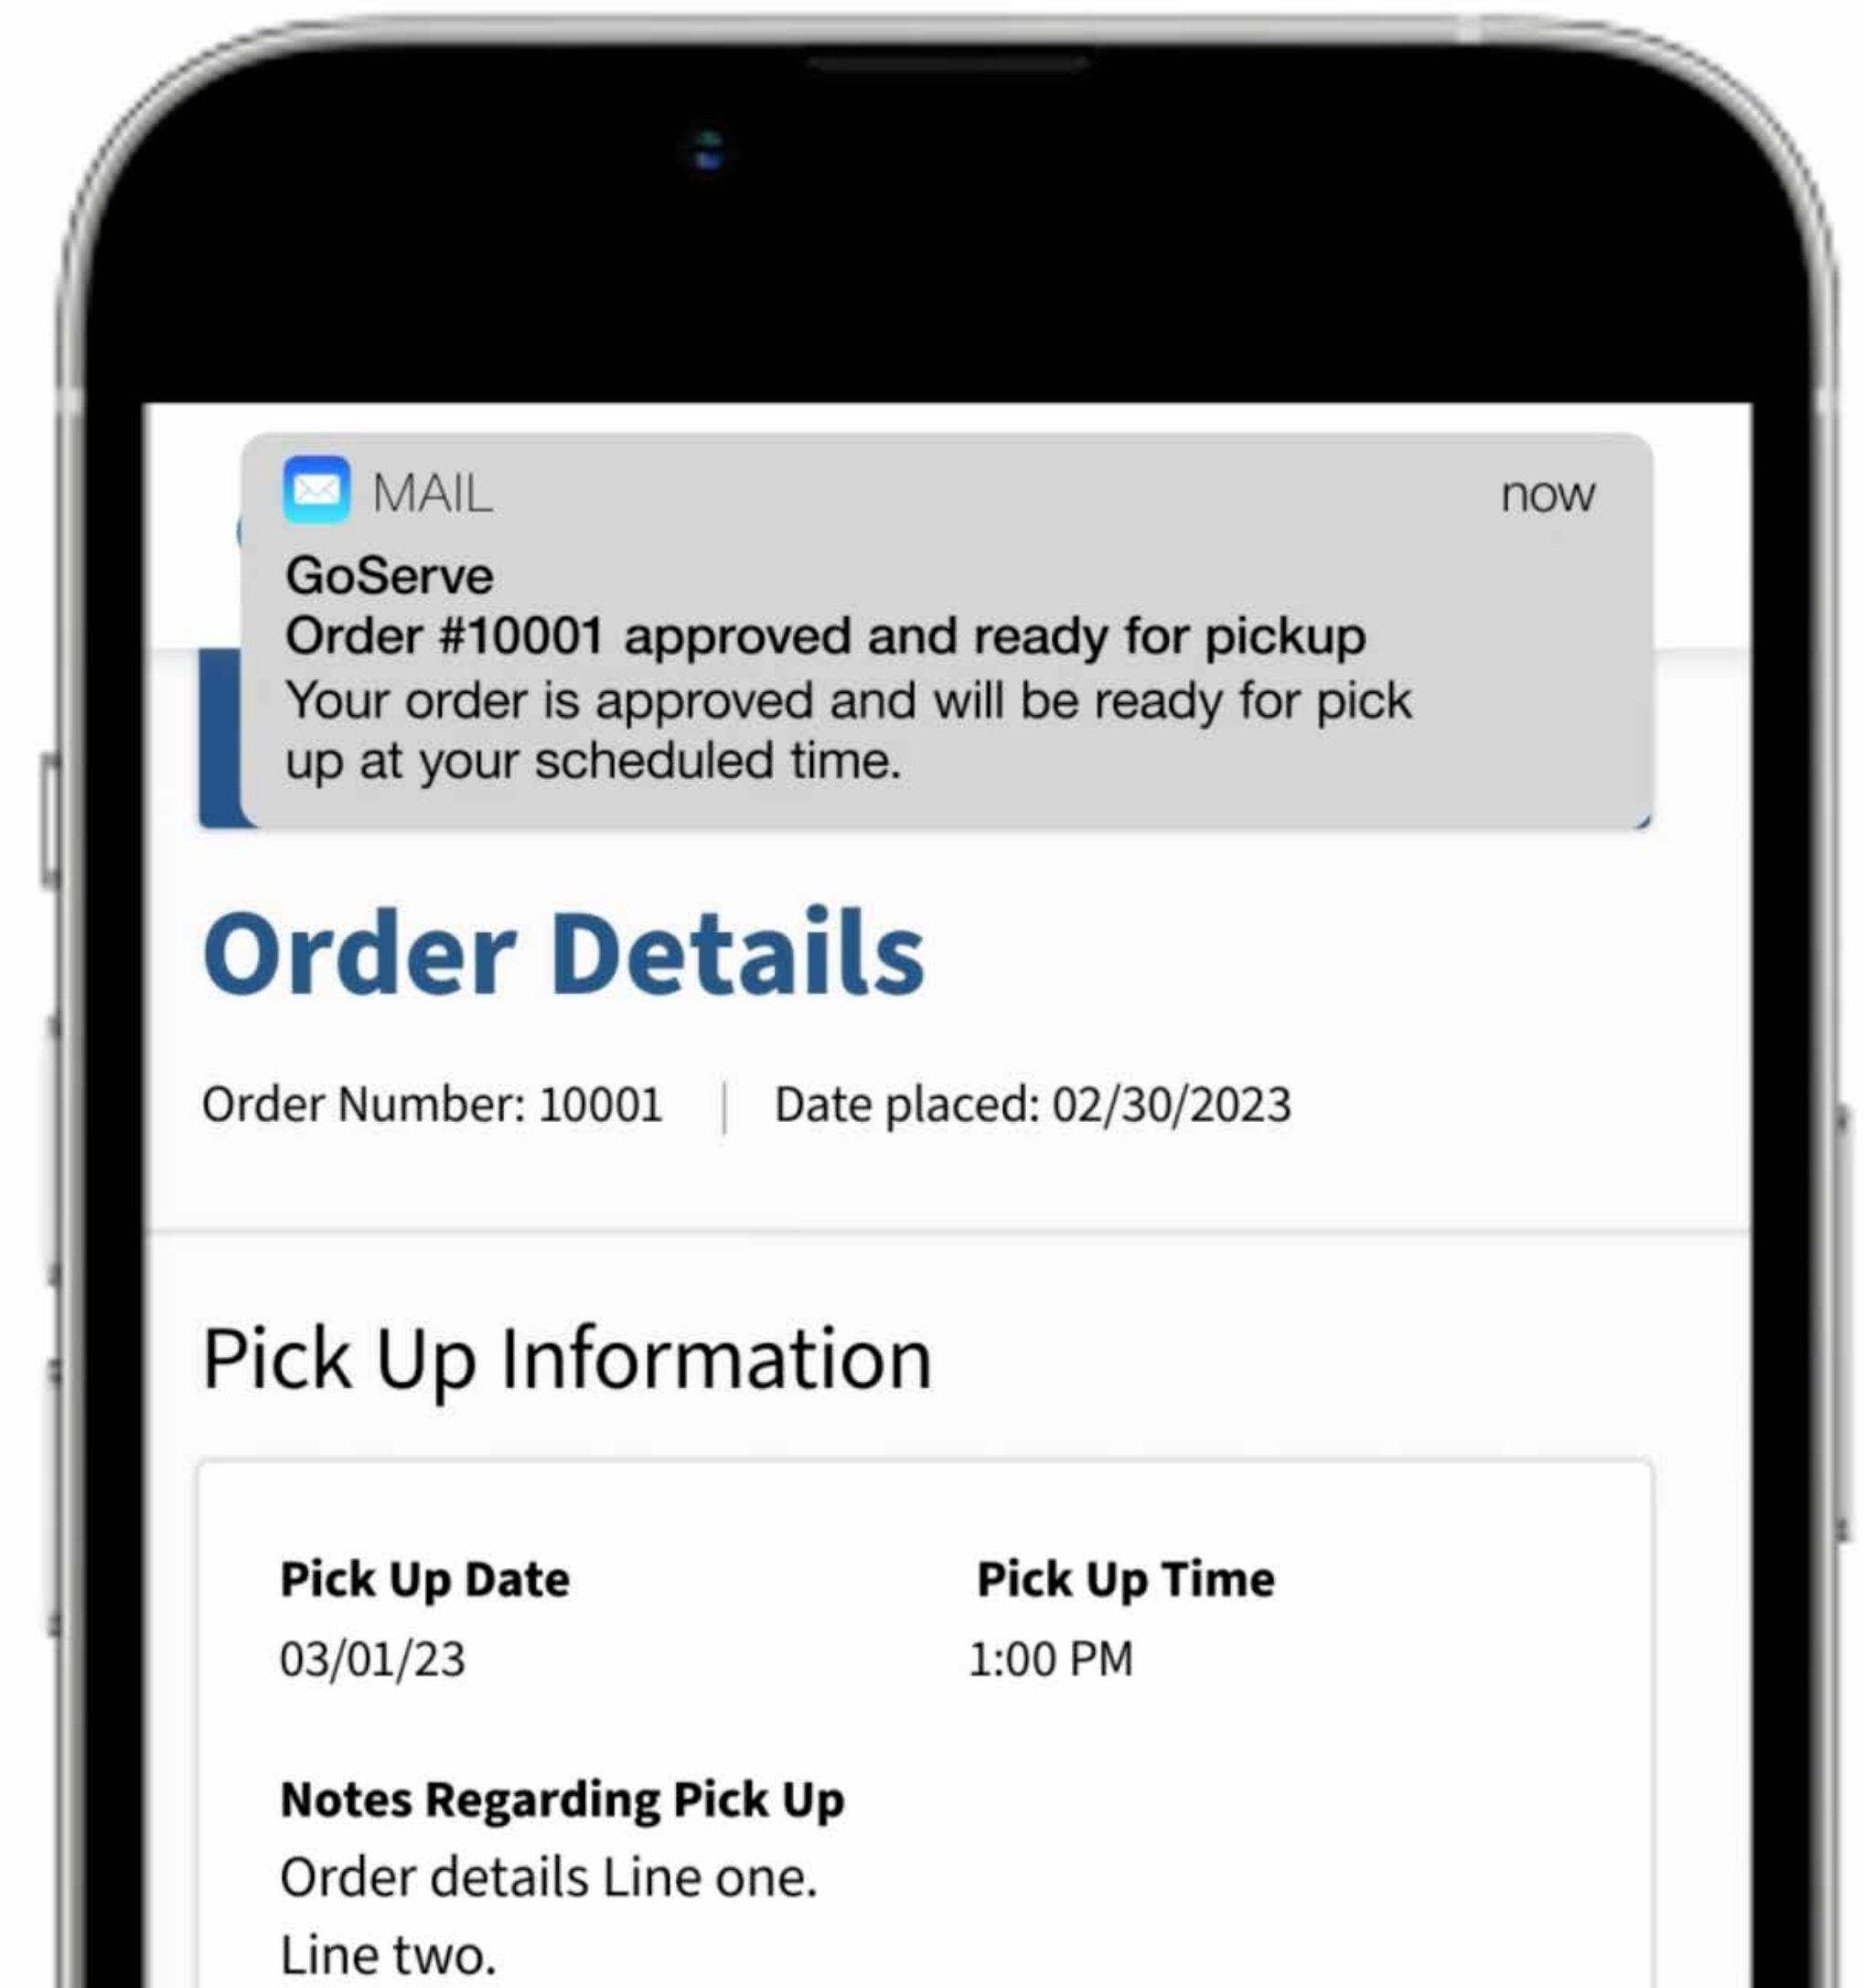 MAIL now
GoServe
Order #10001 approved and ready for pickup
Your order is approved and will be ready for pick
up at your scheduled time.
Order Details
Order Number: 10001 | Date placed: 02/30/2023
Pick Up Information
Pick Up Date Pick Up Time
03/01/23 1:00 PM
Notes Regarding Pick Up
Order details Line one.
Line two.